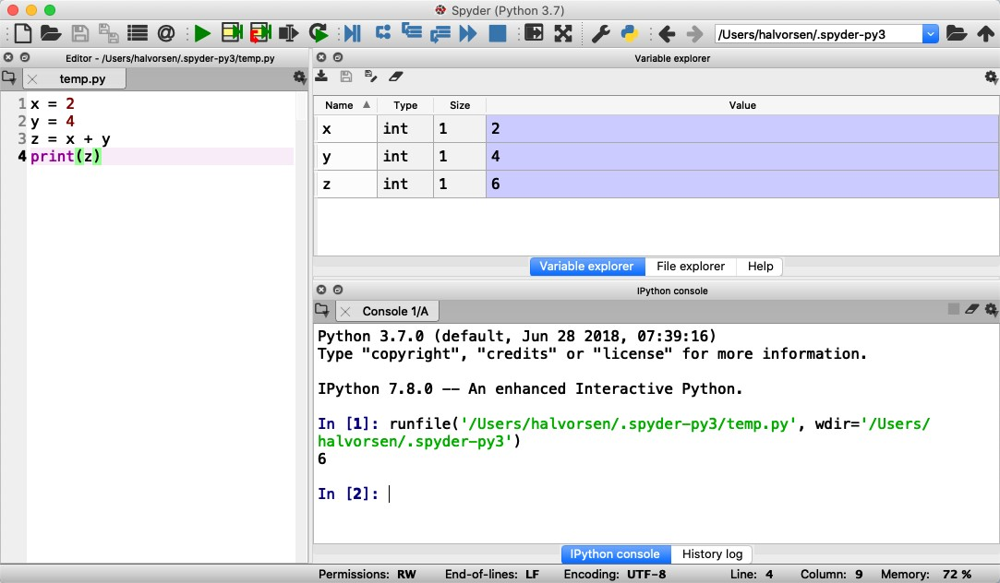 Spyder (Python 3.7)
/Users/halvorsen/.spyder-py3
Editor - /Users/halvorsen/.spyder-py3/temp.py
temp.py
1 x = 2
2 y = 4
3 z = x + y
4 print(z)
Variable explorer
Name Type Size Value
x int 1 2
y int 1 4
z int 1 6
Variable explorer File explorer Help
IPython console
Console 1/A
Python 3.7.0 (default, Jun 28 2018, 07:39:16)
Type "copyright", "credits" or "license" for more information.
IPython 7.8.0 -- An enhanced Interactive Python.
In [1]: runfile('/Users/halvorsen/.spyder-py3/temp.py', wdir='/Users/
halvorsen/.spyder-py3')
6
In [2]:
IPython console History log
Permissions: RW End-of-lines: LF Encoding: UTF-8 Line: 4 Column: 9 Memory: 72 %